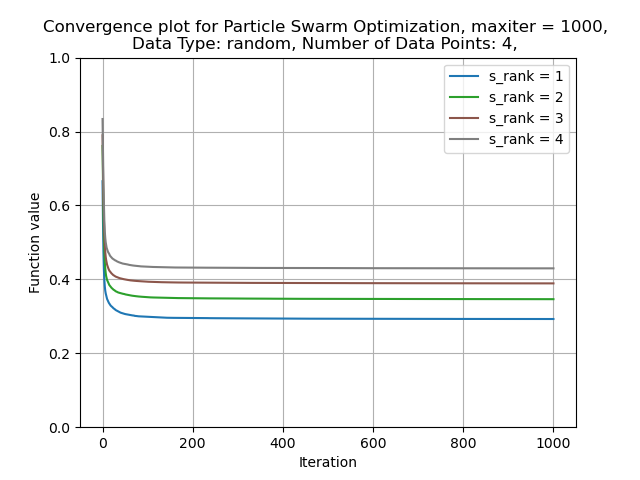 Convergence plot for Particle Swarm Optimization, maxiter = 1000,
Data Type: random, Number of Data Points: 4,
s_rank = 1
s_rank = 2
s_rank = 3
s_rank = 4
Function value
1.0
0.8
0.6
0.4
0.2
0.0
0 200 400 600 800 1000
Iteration